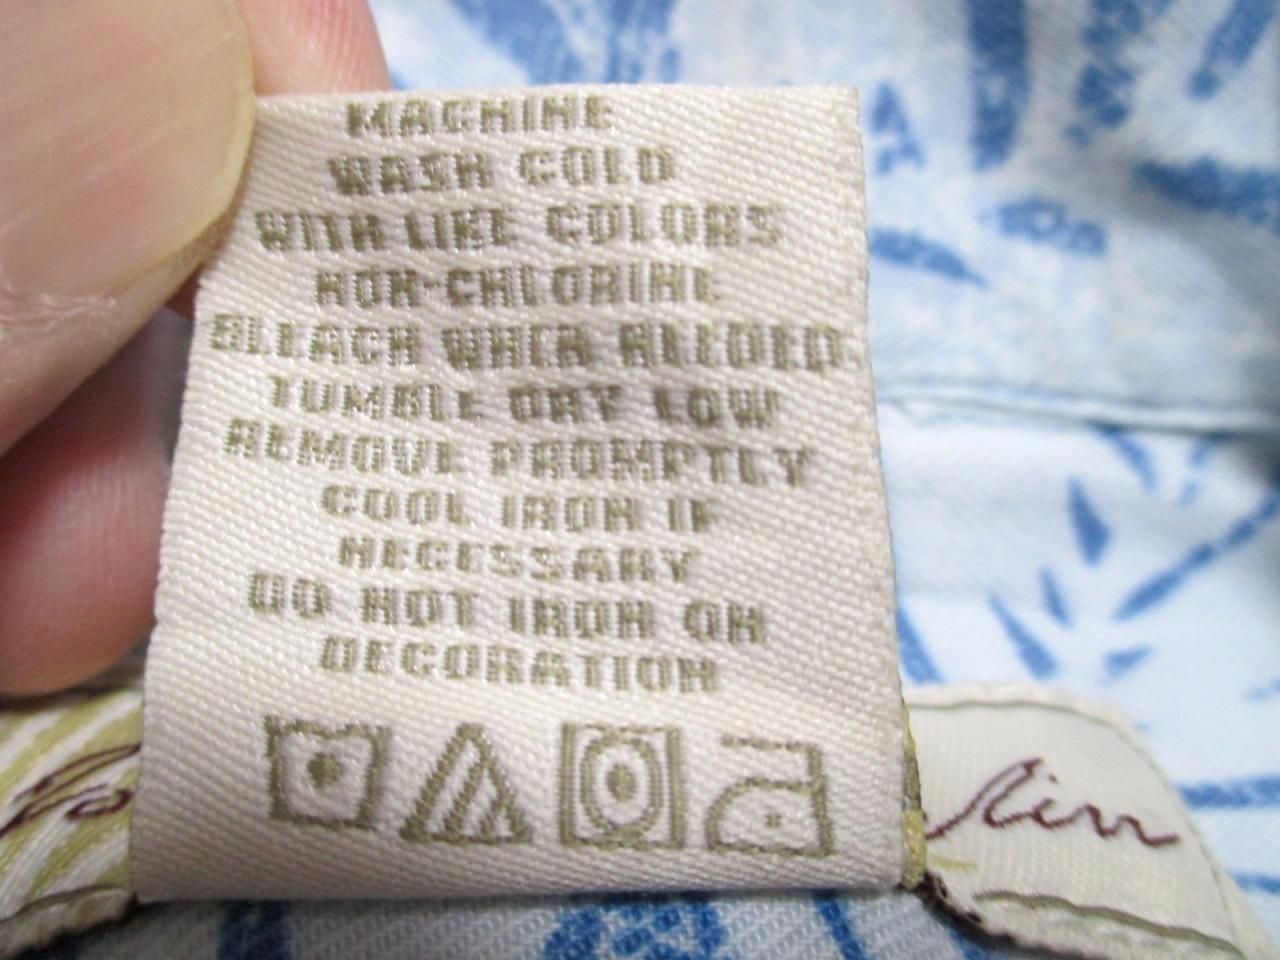 MACHINE
WASH COLD
WITH LIKE COLORS
NON-CHLORINE
BLEACH WHEN NEEDED
TUMBLE DRY LOW
REMOVE PROMPTLY
COOL IRON IF
NECESSARY
DO NOT IRON ON
DECORATION